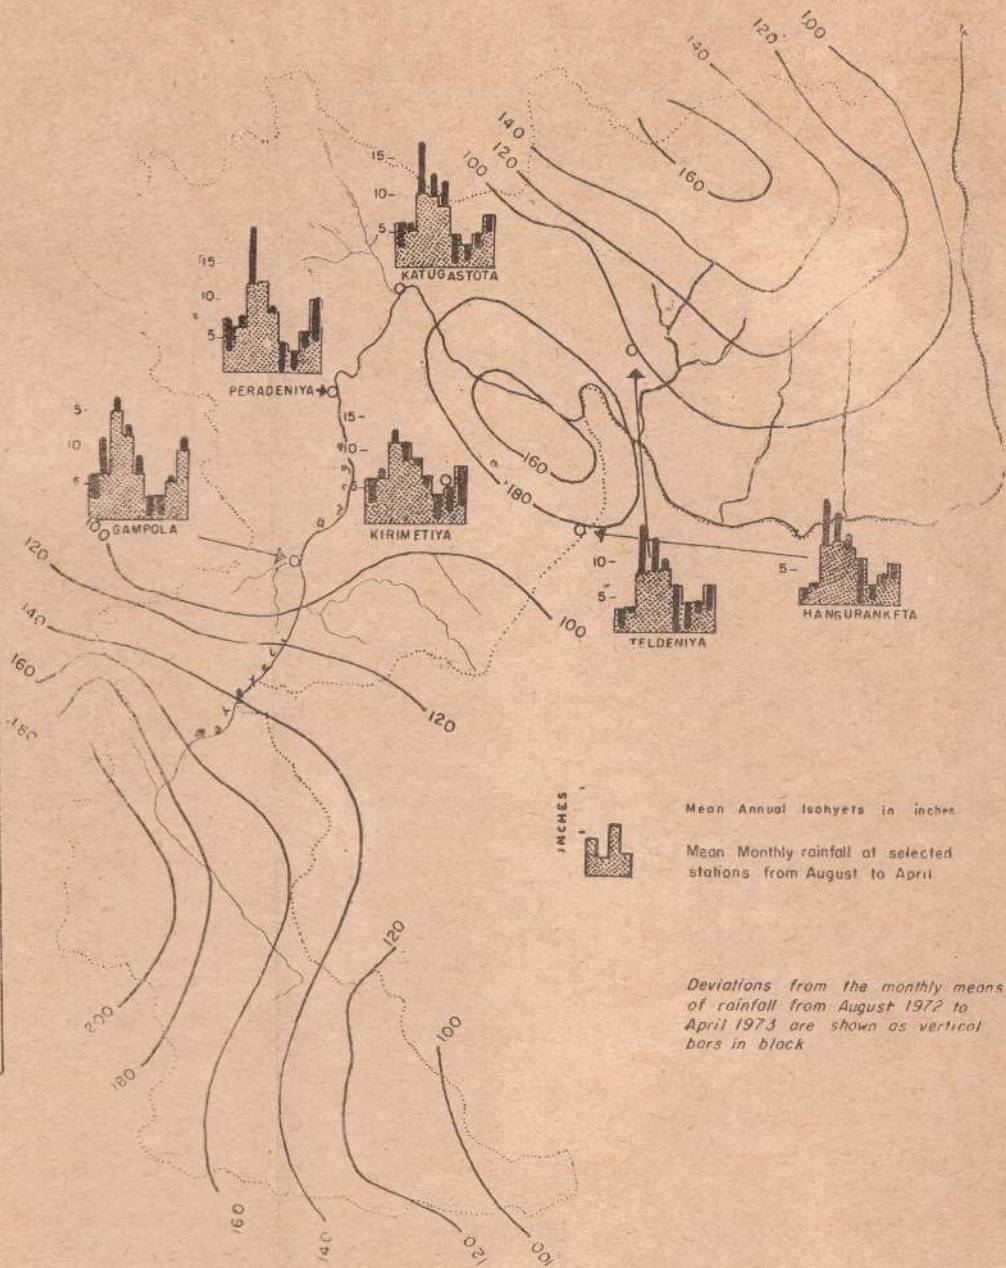 100
120
140
140
120
100
160
15-
10-
5-
KATUGASTOTA
15
10-
5-
PERADENIYA
5-
10
5
GAMPOLA
15
10
5
KIRIMETIYA
160
180
100
120
140
160
180
100
120
10-
5-
TELDENIYA
5-
HANGURANKETA
INCHES
Mean Annual Isohyets in inches
Mean Monthly rainfall at selected
stations from August to April
Deviations from the monthly means
of rainfall from August 1972 to
April 1973 are shown as vertical
bars in black
120
100
200
180
160
140
120
100